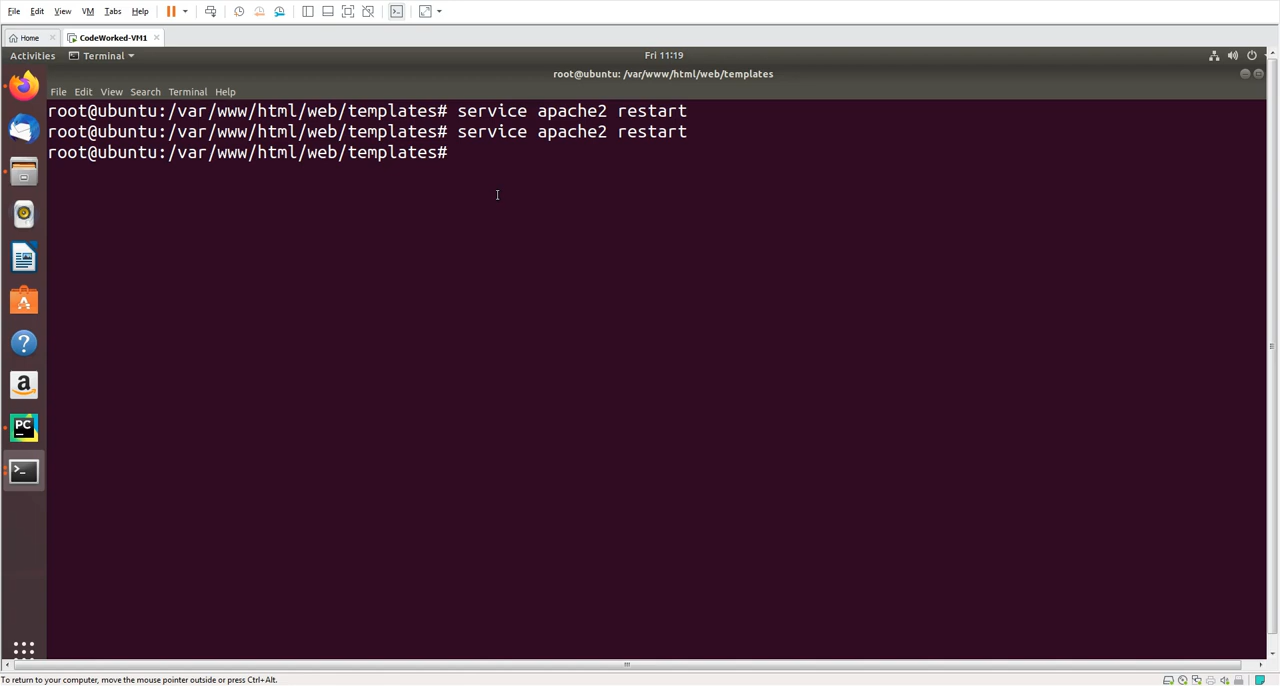 File Edit View VM Tabs Help
Home CodeWorked-VM1
Activities Terminal Fri 11:19
root@ubuntu: /var/www/html/web/templates
File Edit View Search Terminal Help
root@ubuntu:/var/www/html/web/templates# service apache2 restart
root@ubuntu:/var/www/html/web/templates# service apache2 restart
root@ubuntu:/var/www/html/web/templates#
PC
To return to your computer, move the mouse pointer outside or press Ctrl+Alt.